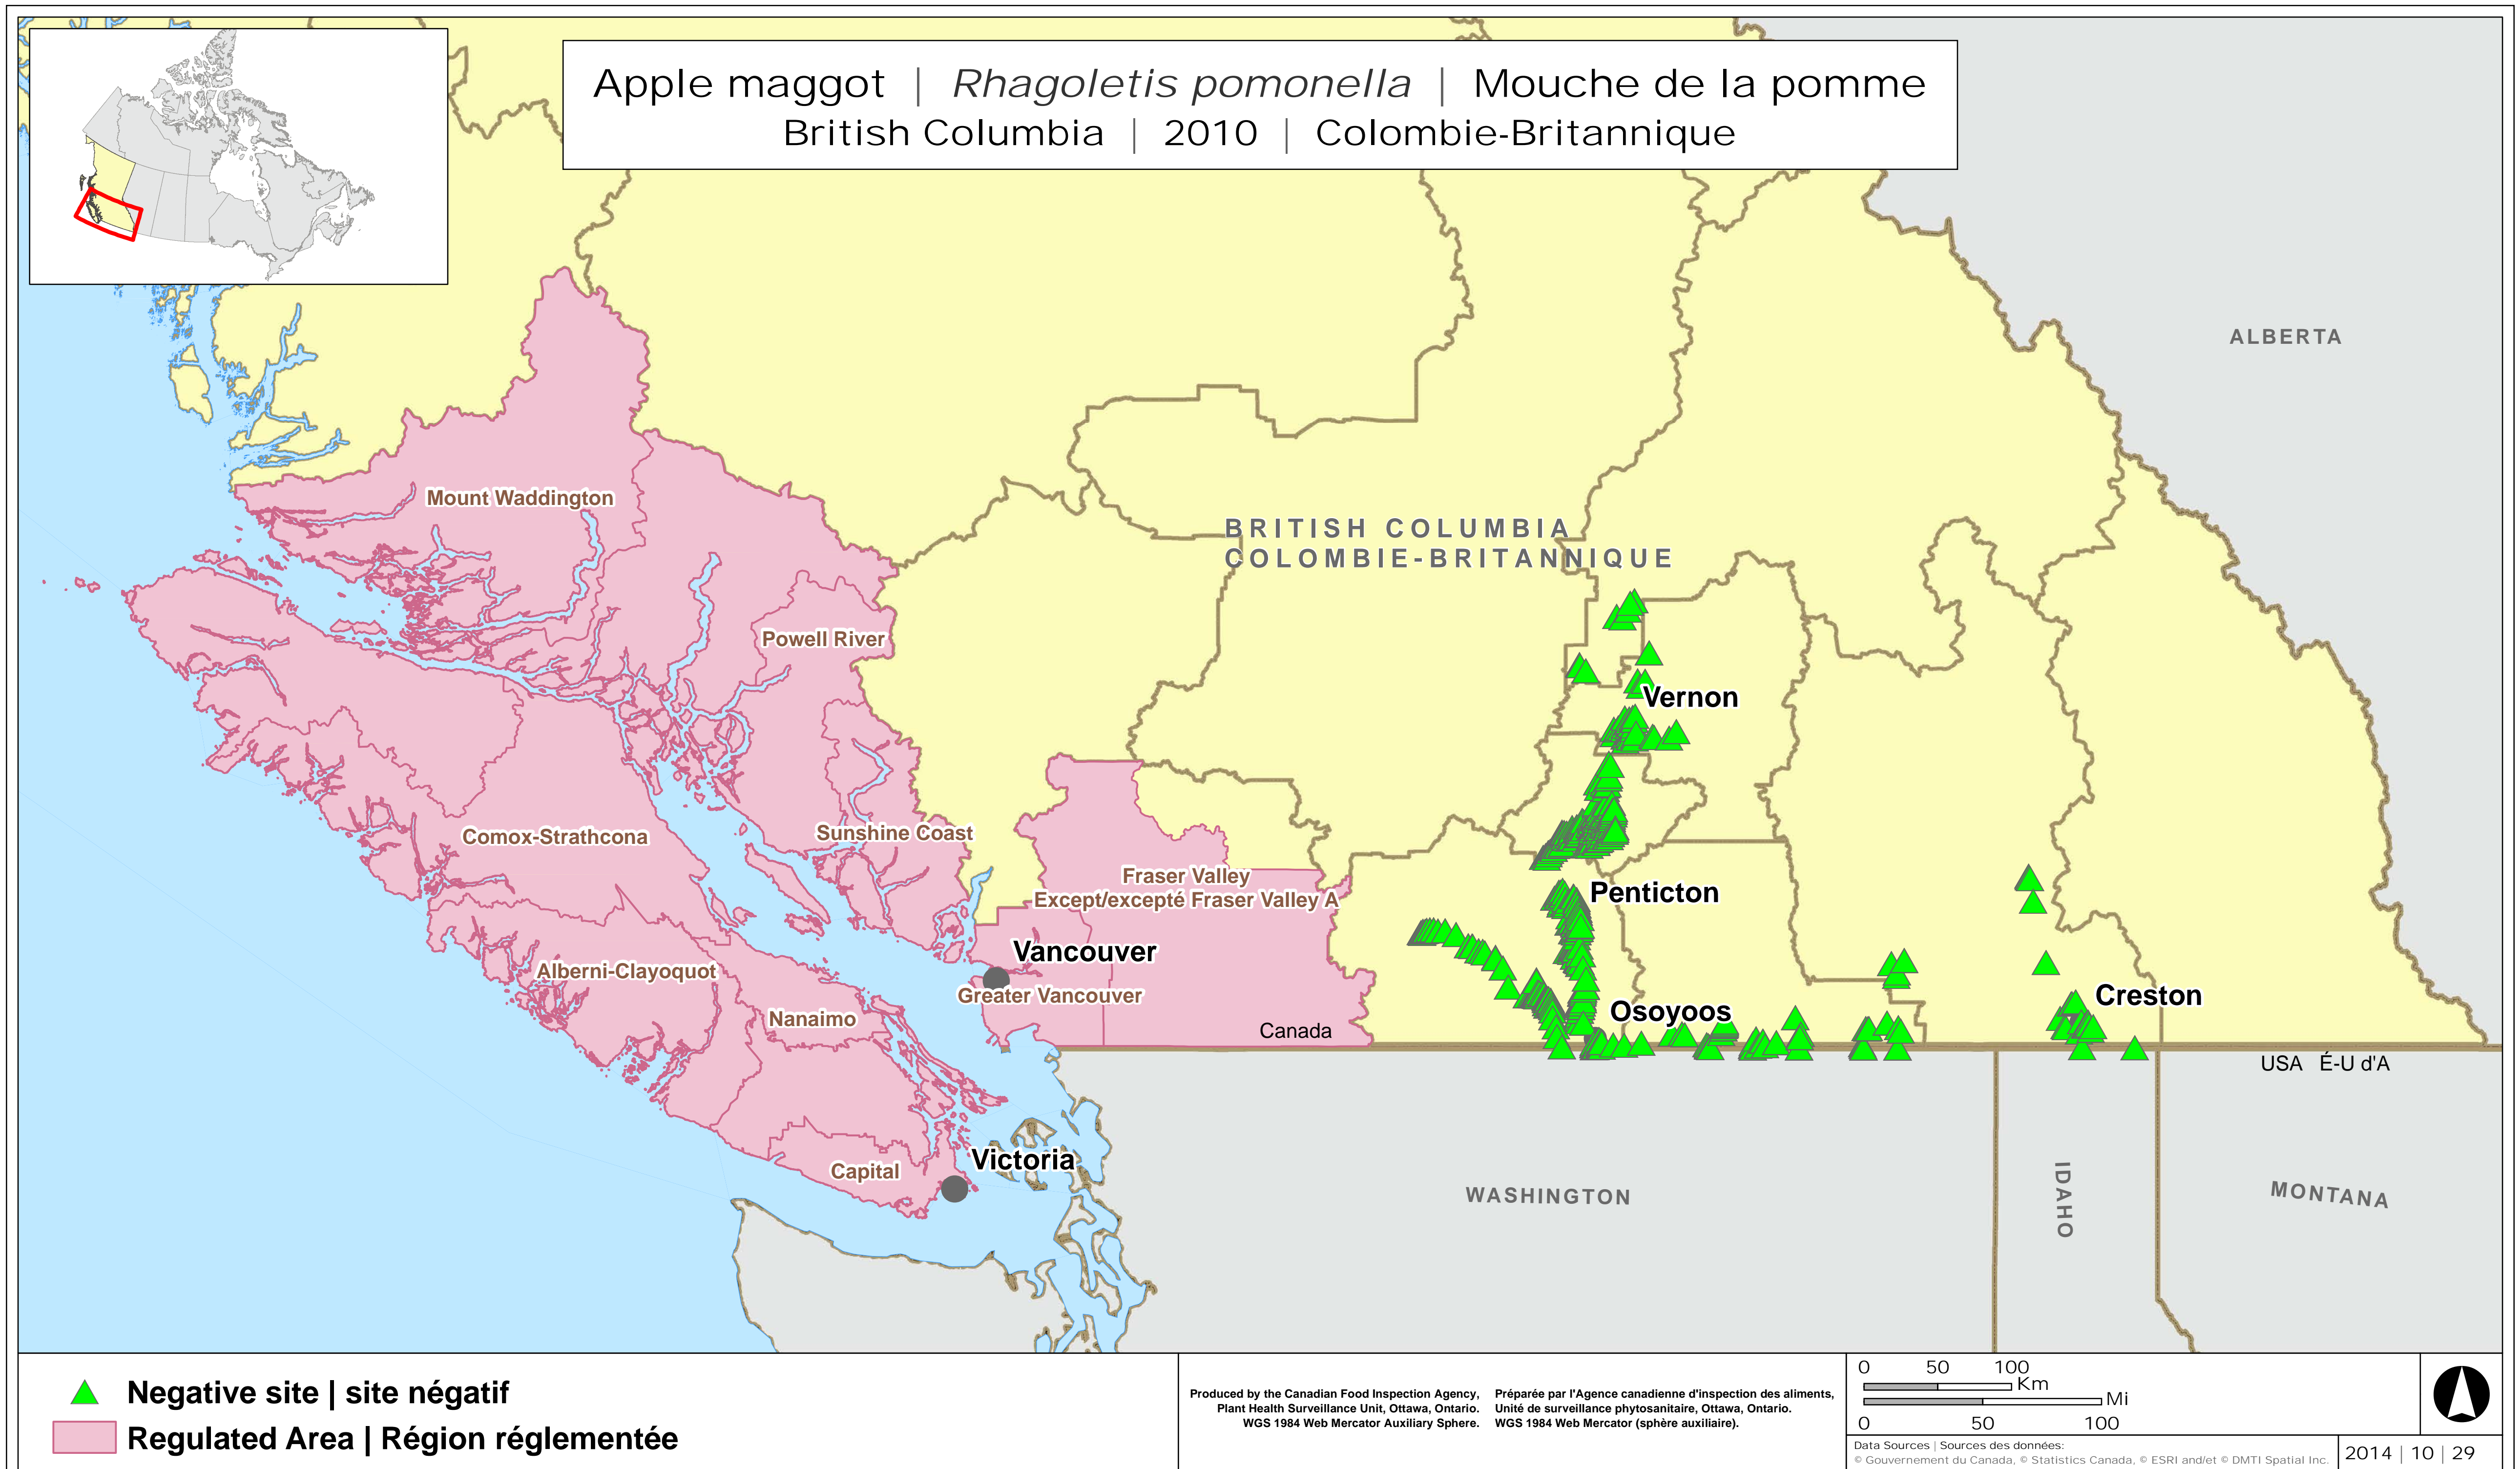 Apple maggot | Rhagoletis pomonella | Mouche de la pomme
British Columbia | 2010 | Colombie-Britannique
ALBERTA
Mount Waddington
BRITISH COLUMBIA
COLOMBIE-BRITANNIQUE
Powell River
Vernon
Comox-Strathcona
Sunshine Coast
Fraser Valley
Except/excepté Fraser Valley A
Penticton
Vancouver
Alberni-Clayoquot
Greater Vancouver
Creston
Nanaimo
Osoyoos
Canada
USA É-U d'A
Victoria
Capital
WASHINGTON
IDAHO
MONTANA
Negative site | site négatif
Regulated Area | Région réglementée
Produced by the Canadian Food Inspection Agency,
Plant Health Surveillance Unit, Ottawa, Ontario.
WGS 1984 Web Mercator Auxiliary Sphere.
Préparée par l'Agence canadienne d'inspection des aliments,
Unité de surveillance phytosanitaire, Ottawa, Ontario.
WGS 1984 Web Mercator (sphère auxiliaire).
0 50 100
Km
Mi
0 50 100
Data Sources | Sources des données:
© Gouvernement du Canada, © Statistics Canada, © ESRI and/et © DMTI Spatial Inc.
2014 | 10 | 29